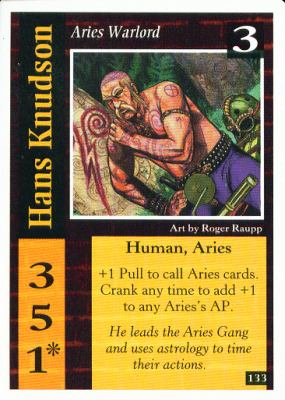 Aries Warlord
3
Hans Knudson
Art by Roger Raupp
3
5
1*
Human, Aries
+1 Pull to call Aries cards.
Crank any time to add +1
to any Aries's AP.
He leads the Aries Gang
and uses astrology to time
their actions.
133